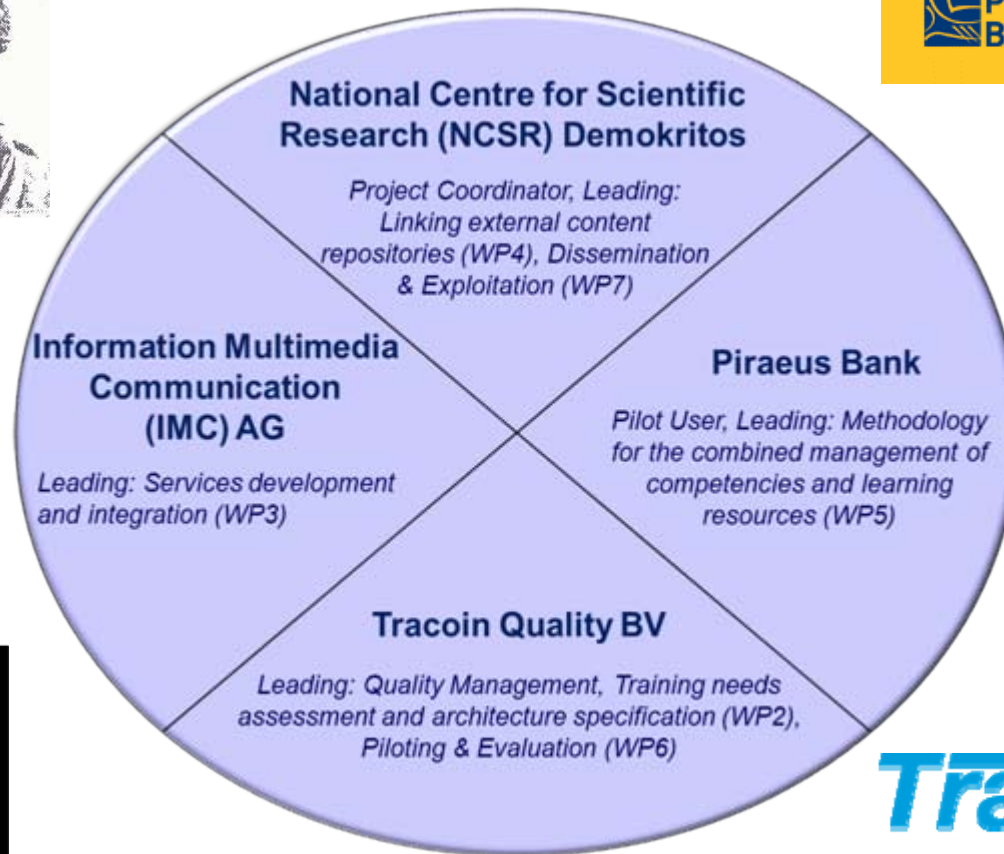 National Centre for Scientific
Research (NCSR) Demokritos
Project Coordinator, Leading:
Linking external content
repositories (WP4), Dissemination
& Exploitation (WP7)
Information Multimedia
Communication
(IMC) AG
Leading: Services development
and integration (WP3)
Piraeus Bank
Pilot User, Leading: Methodology
for the combined management of
competencies and learning
resources (WP5)
Tracoin Quality BV
Leading: Quality Management, Training needs
assessment and architecture specification (WP2),
Piloting & Evaluation (WP6)
Tra